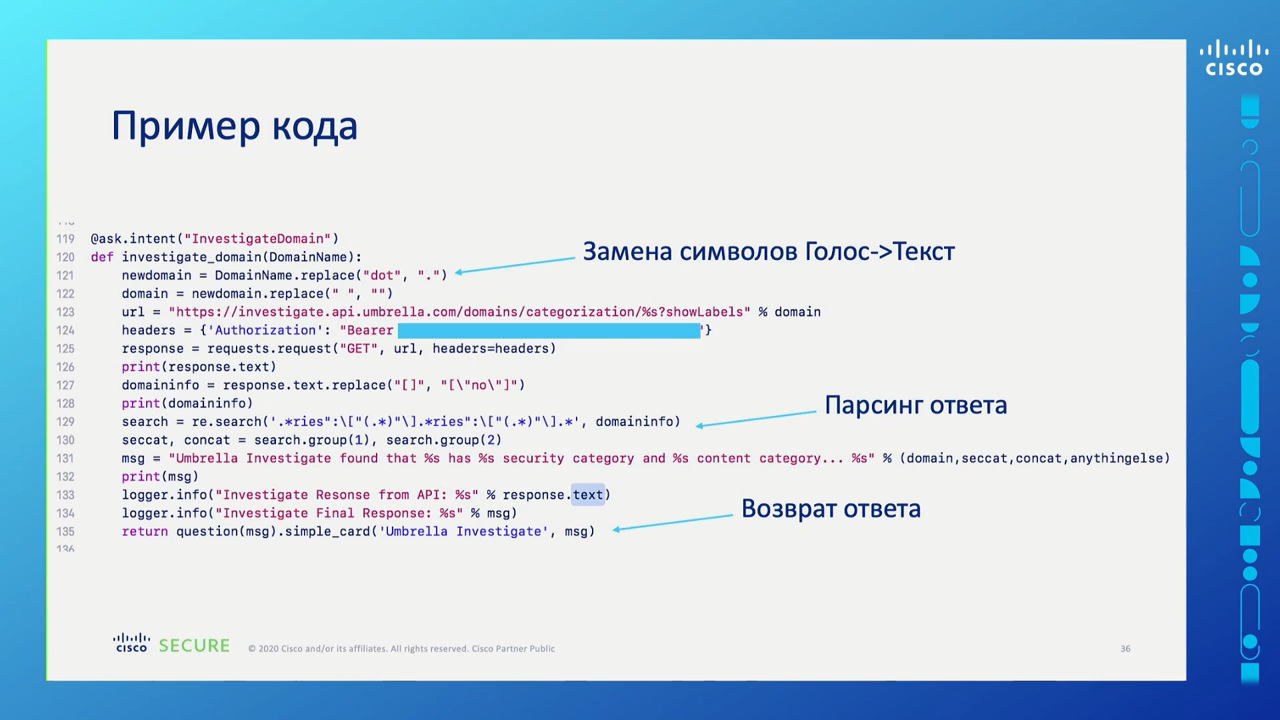 CISCO
Пример кода
119 @ask.intent("InvestigateDomain")
120 def investigate_domain(DomainName):
Замена символов Голос->Текст
121 newdomain = DomainName.replace("dot", ".")
122 domain = newdomain.replace(" ", "")
123 url = "https://investigate.api.umbrella.com/domains/categorization/%s?showLabels" % domain
124 headers = {'Authorization': "Bearer "}
125 response = requests.request("GET", url, headers=headers)
126 print(response.text)
127 domaininfo = response.text.replace("[]", "[\"no\"]")
128 print(domaininfo)
Парсинг ответа
129 search = re.search('.*ries":\["(.*)"\].*ries":\["(.*)"\].*', domaininfo)
130 seccat, concat = search.group(1), search.group(2)
131 msg = "Umbrella Investigate found that %s has %s security category and %s content category... %s" % (domain,seccat,concat,anythingelse)
132 print(msg)
133 logger.info("Investigate Resonse from API: %s" % response.text)
134 logger.info("Investigate Final Response: %s" % msg)
Возврат ответа
135 return question(msg).simple_card('Umbrella Investigate', msg)
136
CISCO SECURE © 2020 Cisco and/or its affiliates. All rights reserved. Cisco Partner Public 36